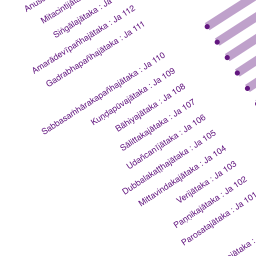 Mitacintijātaka
Siṅgālajātaka : Ja 112
Amarādevīpañhajātaka : Ja 112
Gadrabhapañhajātaka : Ja 111
Sabbasaṃhārakapañhajātaka : Ja 110
Kuṇḍapūvajātaka : Ja 109
Bāhiyajātaka : Ja 108
Sālittakajātaka : Ja 107
Udañcanījātaka : Ja 106
Dubbalakaṭṭhajātaka : Ja 105
Mittavindakajātaka : Ja 104
Verijātaka : Ja 103
Paṇṇikajātaka : Ja 102
Parosatajātaka : Ja 101